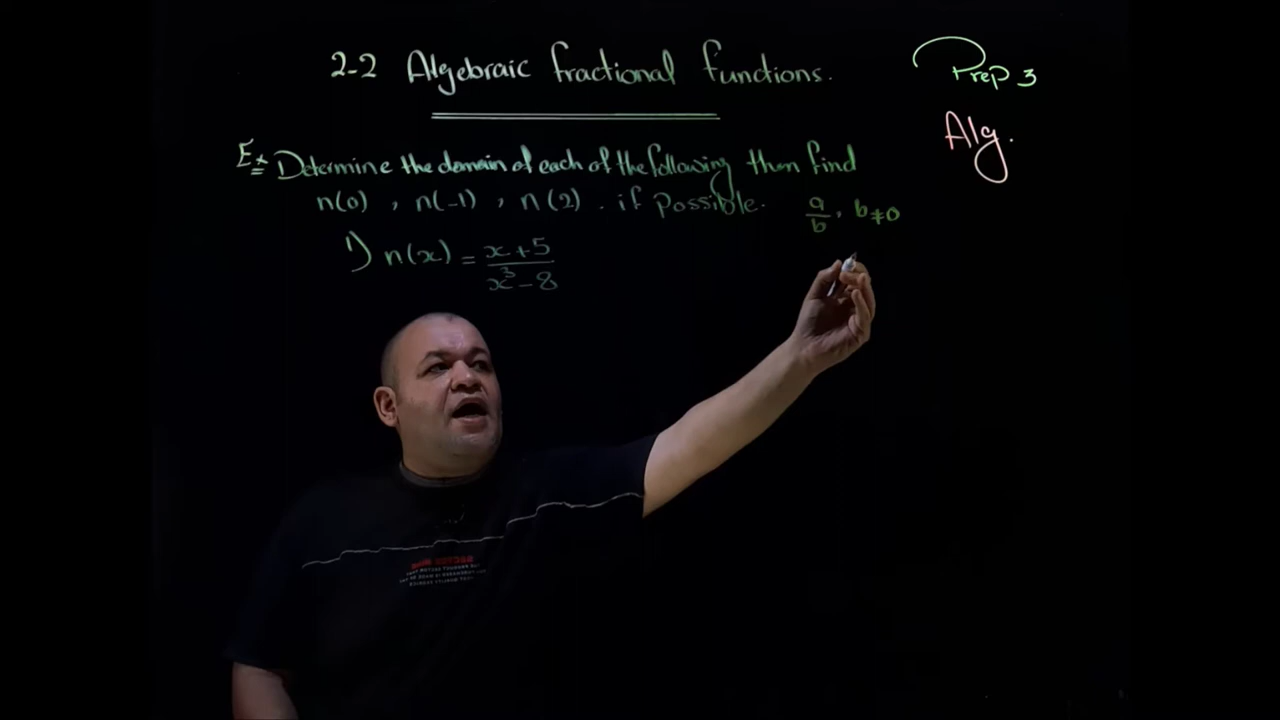 2-2 Algebraic fractional functions.
Prep 3
Alg.
Ex Determine the domain of each of the following then find
n(0) , n(-1) , n(2) . if possible.
a/b , b≠0
1) n(x) = x+5 / x³-8